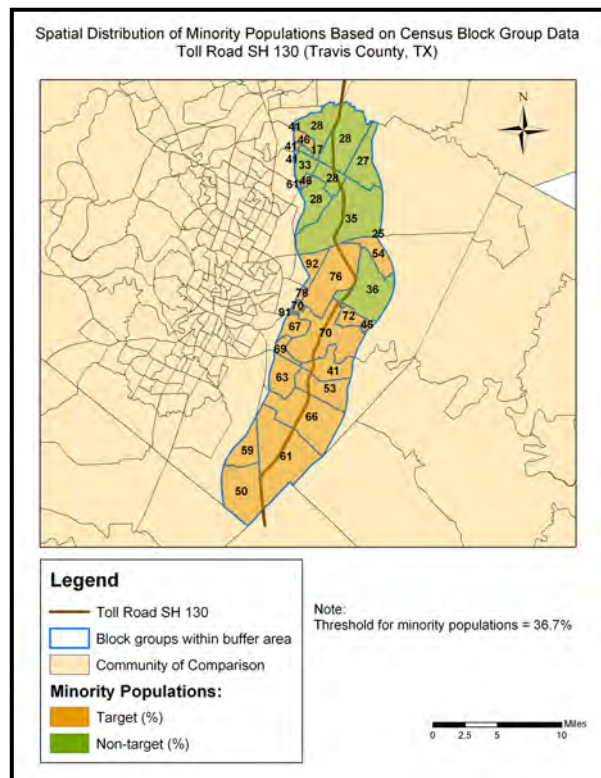 Spatial Distribution of Minority Populations Based on Census Block Group Data
Toll Road SH 130 (Travis County, TX)
N
41 28
46 28
41 17
41
33 27
28
61 46
28
35
25
54
92
76
78
36
70
91
72
67 70 46
69
41
63
53
66
59
61
50
Legend
Toll Road SH 130
Block groups within buffer area
Community of Comparison
Minority Populations:
Target (%)
Non-target (%)
Note:
Threshold for minority populations = 36.7%
Miles
0 2.5 5 10